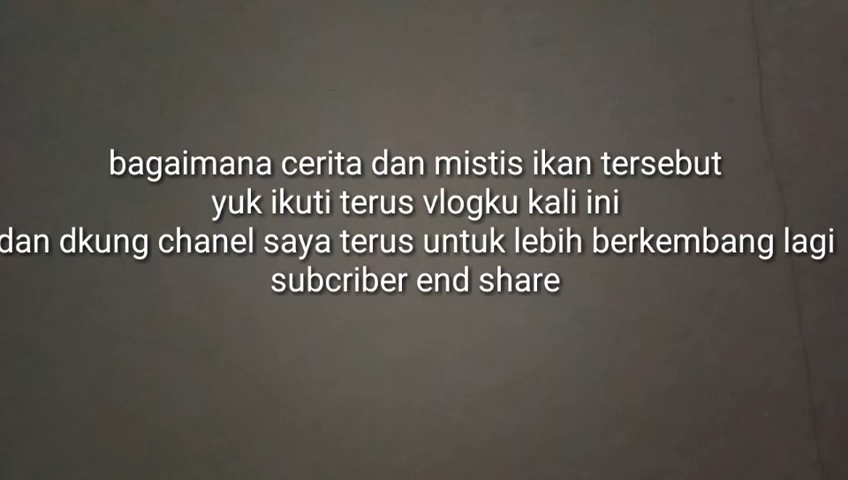 bagaimana cerita dan mistis ikan tersebut
yuk ikuti terus vlogku kali ini
dan dkung chanel saya terus untuk lebih berkembang lagi
subcriber end share